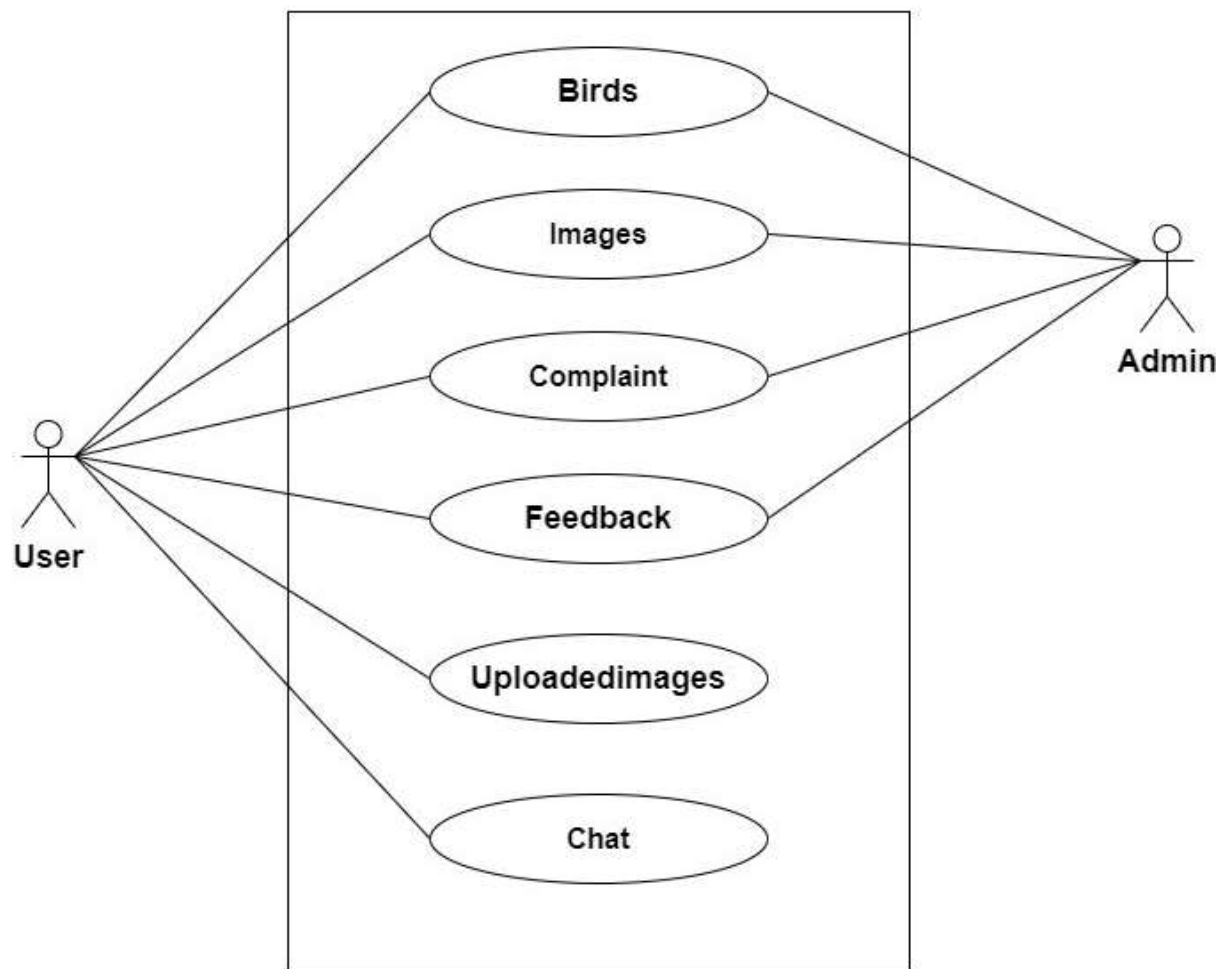 Birds
Images
Admin
Complaint
User
Feedback
Uploadedimages
Chat